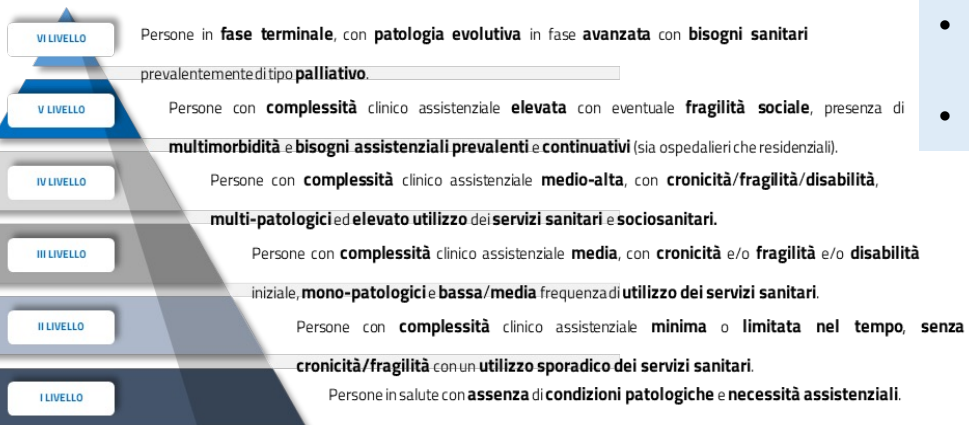 VI LIVELLO
Persone in fase terminale, con patologia evolutiva in fase avanzata con bisogni sanitari
prevalentemente di tipo palliativo.
V LIVELLO
Persone con complessità clinico assistenziale elevata con eventuale fragilità sociale, presenza di
multimorbidità e bisogni assistenziali prevalenti e continuativi (sia ospedalieri che residenziali).
IV LIVELLO
Persone con complessità clinico assistenziale medio-alta, con cronicità/fragilità/disabilità,
multi-patologici ed elevato utilizzo dei servizi sanitari e sociosanitari.
III LIVELLO
Persone con complessità clinico assistenziale media, con cronicità e/o fragilità e/o disabilità
iniziale, mono-patologici e bassa/media frequenza di utilizzo dei servizi sanitari.
II LIVELLO
Persone con complessità clinico assistenziale minima o limitata nel tempo, senza
cronicità/fragilità con un utilizzo sporadico dei servizi sanitari.
I LIVELLO
Persone in salute con assenza di condizioni patologiche e necessità assistenziali.